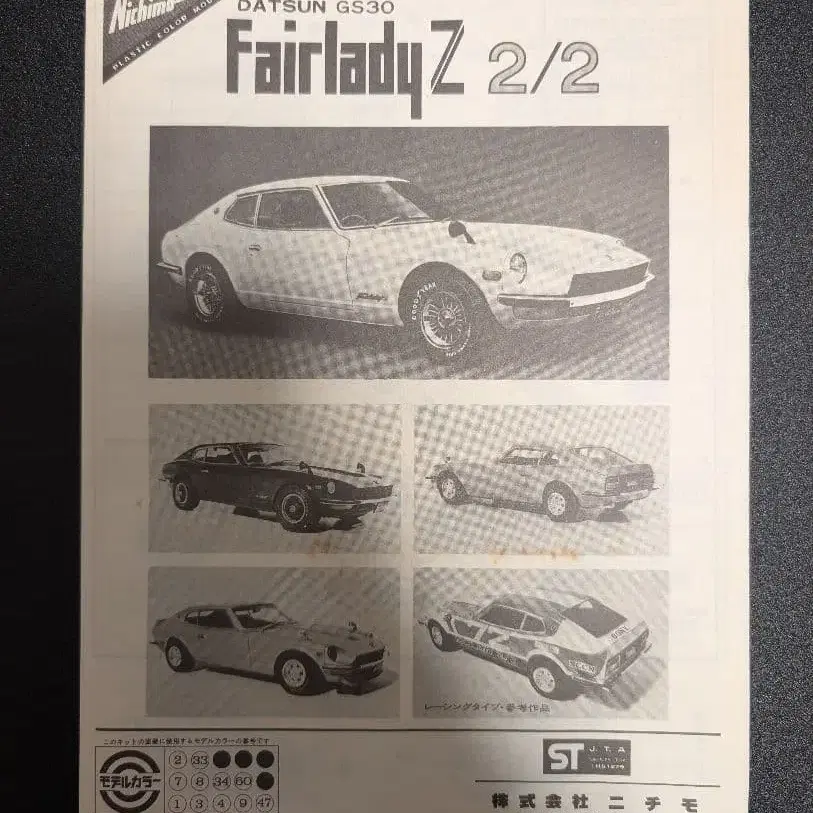 Nichimo
PLASTIC COLOR MO
DATSUN GS30
Fairlady Z 2/2
GOODYEAR
レーシングタイプ・参考作品
このキットの塗装に使用するモデルカラーの番号です
モデルカラー
2 33
7 8 34 60
1 3 4 9 47
ST J.T.A
株式会社ニチモ